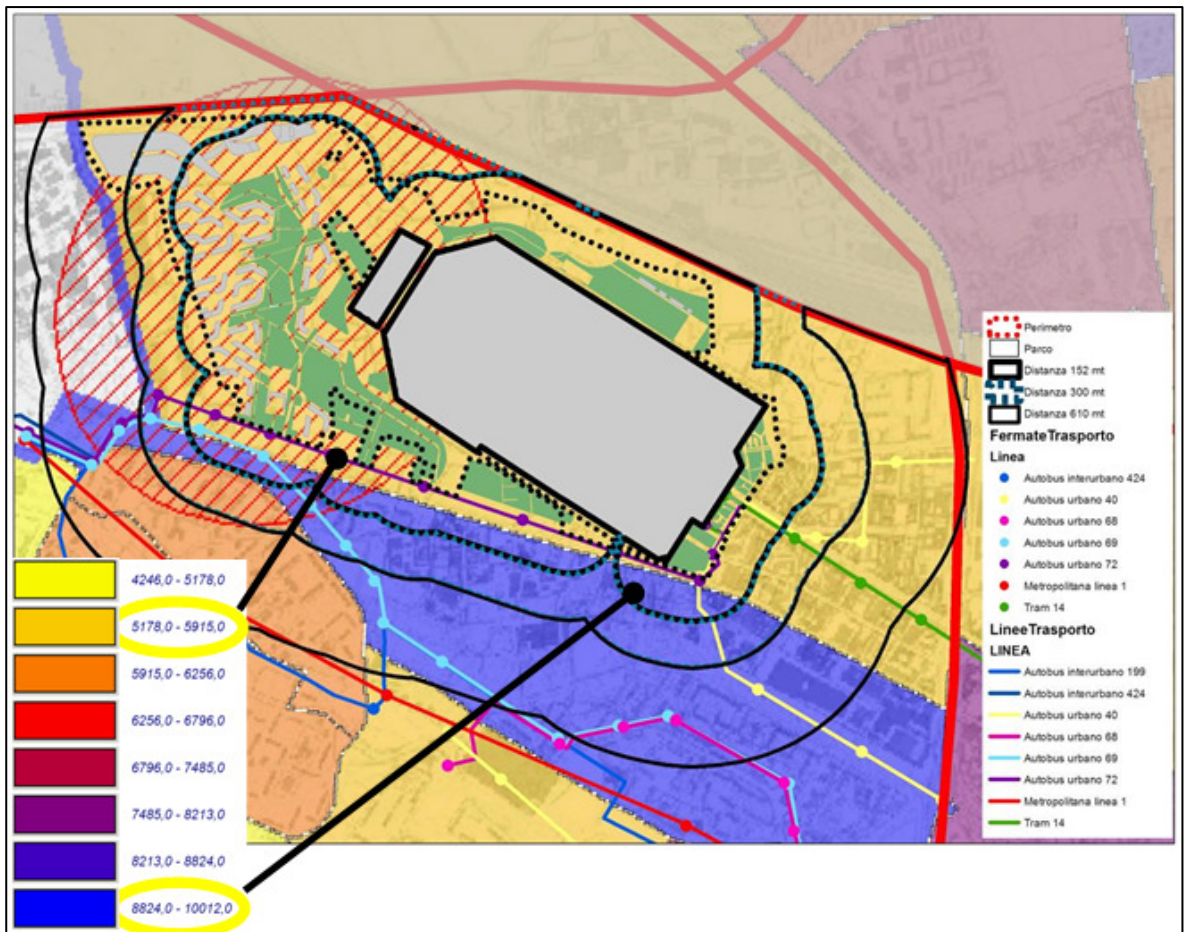 Perimetro
Parco
Distanza 152 mt
Distanza 300 mt
Distanza 610 mt
FermateTrasporto
Linea
Autobus interurbano 424
Autobus urbano 40
Autobus urbano 68
Autobus urbano 69
Autobus urbano 72
Metropolitana linea 1
Tram 14
LineeTrasporto
LINEA
Autobus interurbano 199
Autobus interurbano 424
Autobus urbano 40
Autobus urbano 68
Autobus urbano 69
Autobus urbano 72
Metropolitana linea 1
Tram 14
4246,0 - 5178,0
5178,0 - 5915,0
5915,0 - 6256,0
6256,0 - 6796,0
6796,0 - 7485,0
7485,0 - 8213,0
8213,0 - 8824,0
8824,0 - 10012,0